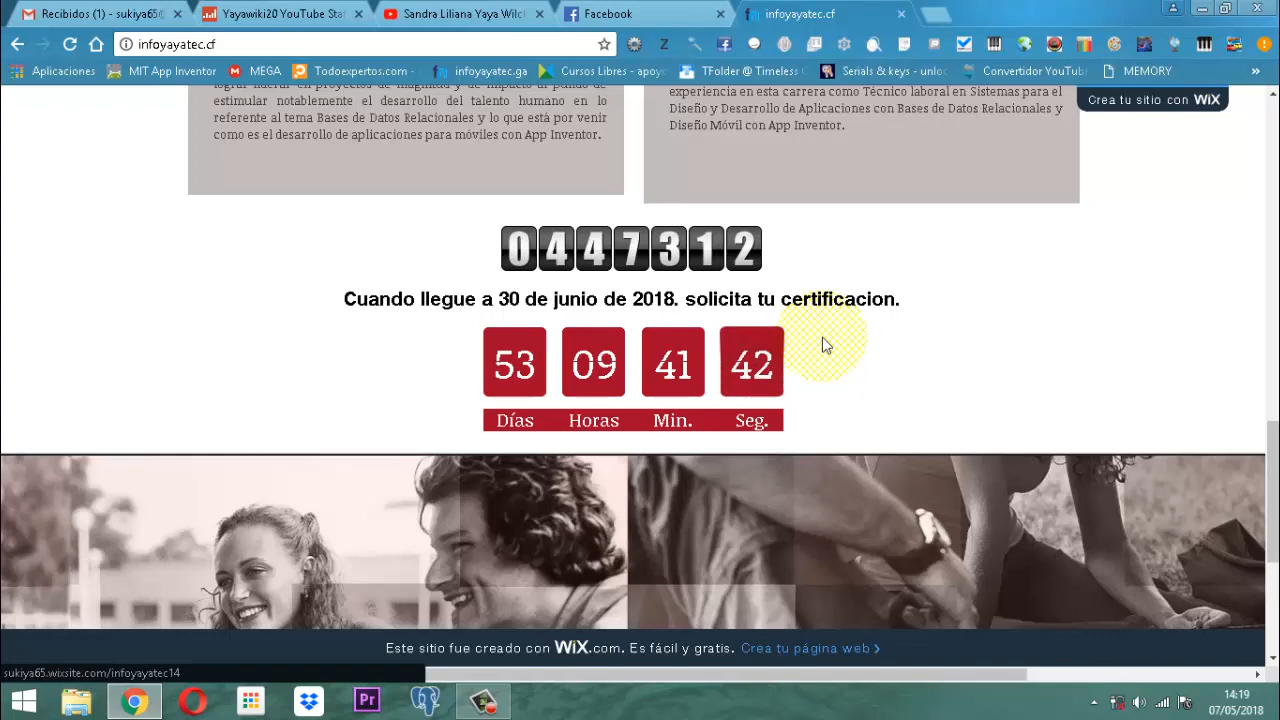 Recibidos (1) - sukiya65@
Yayawiki20 YouTube Stat
Sandra Liliana Yaya Wilch
Facebook
infoyayatec.cf
infoyayatec.cf
Aplicaciones
MIT App Inventor
MEGA
Todoexpertos.com -
infoyayatec.ga
Cursos Libres - apoy
TFolder @ Timeless
Serials & keys - unloc
Convertidor YouTub
MEMORY
»
Crea tu sitio con WiX
estimular notablemente el desarrollo del talento humano en lo
referente al tema Bases de Datos Relacionales y lo que está por venir
como es el desarrollo de aplicaciones para móviles con App Inventor.
experiencia en esta carrera como Técnico laboral en Sistemas para el
Diseño y Desarrollo de Aplicaciones con Bases de Datos Relacionales y
Diseño Móvil con App Inventor.
0447312
Cuando llegue a 30 de junio de 2018. solicita tu certificacion.
53 09 41 42
Días Horas Min. Seg.
Este sitio fue creado con WiX.com. Es fácil y gratis. Crea tu página web >
sukiya65.wixsite.com/infoyayatec14
Pr
14:19
07/05/2018